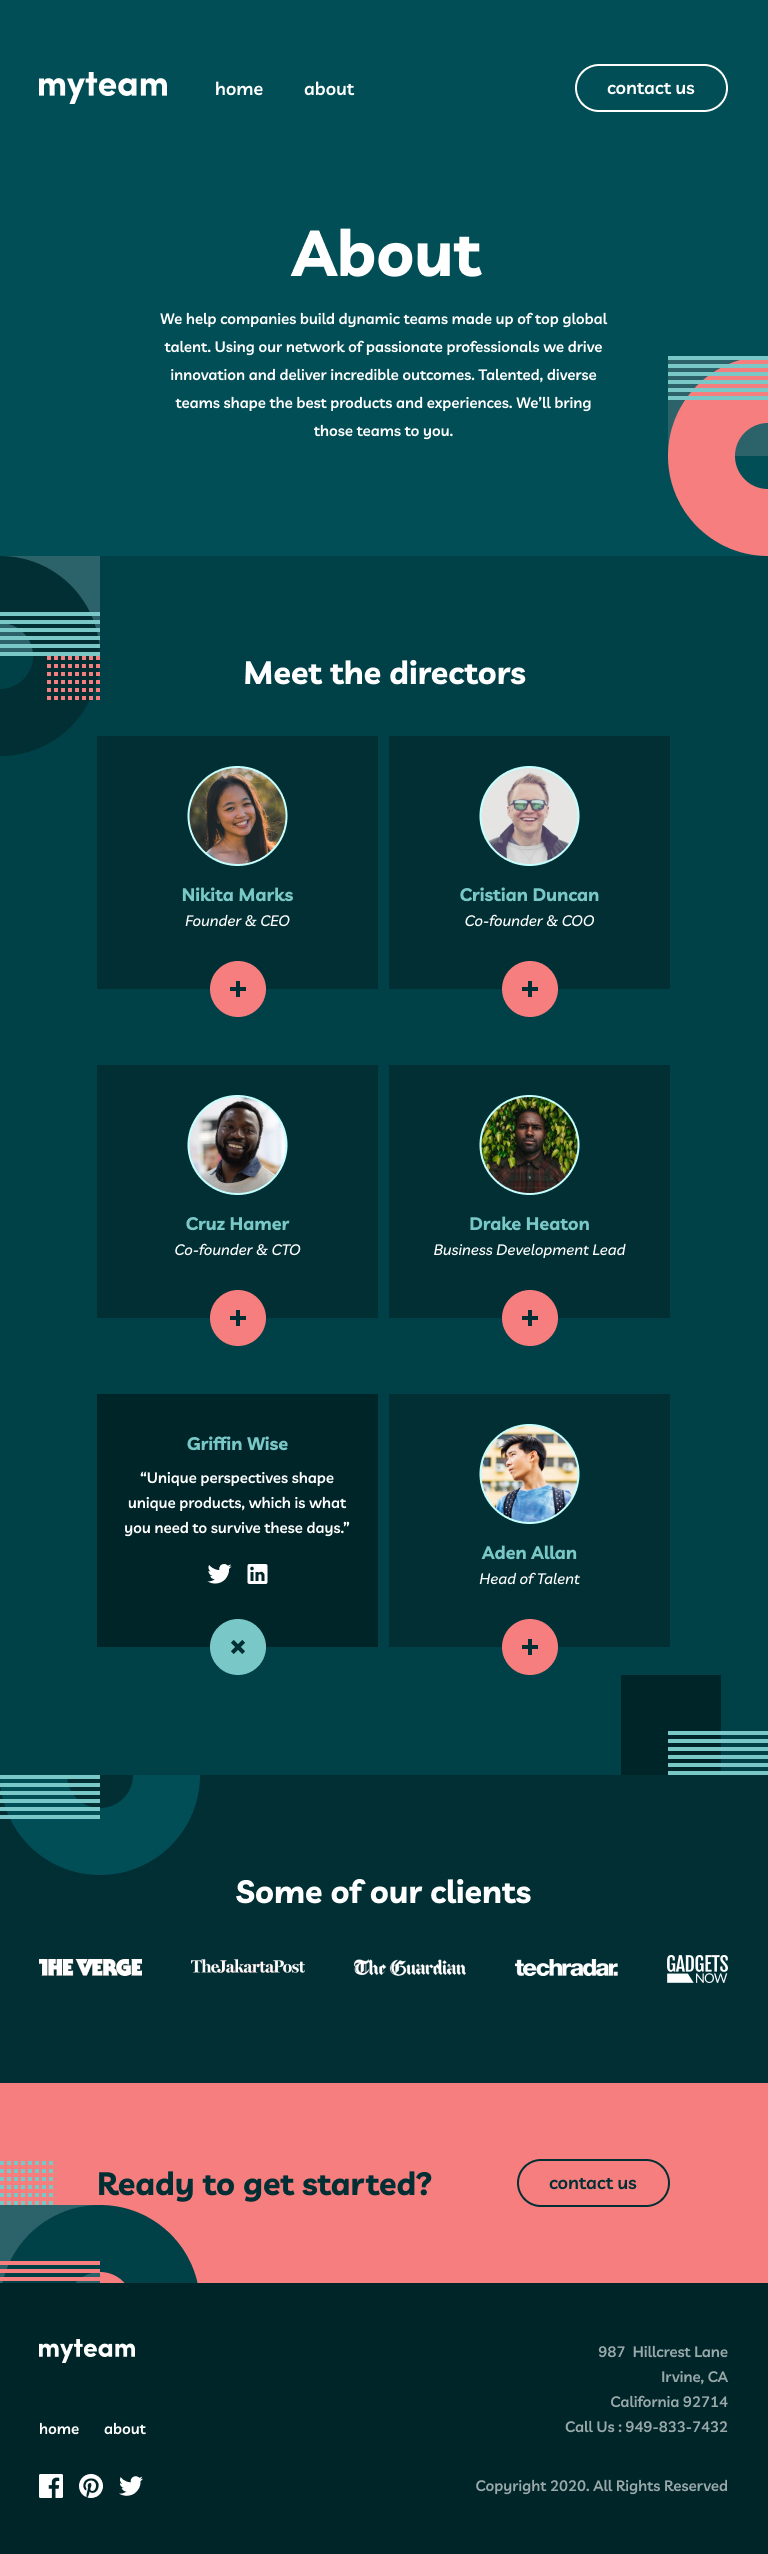 myteam
home
about
contact us
About
We help companies build dynamic teams made up of top global
talent. Using our network of passionate professionals we drive
innovation and deliver incredible outcomes. Talented, diverse
teams shape the best products and experiences. We’ll bring
those teams to you.
Meet the directors
Nikita Marks
Founder & CEO
Cristian Duncan
Co-founder & COO
Cruz Hamer
Co-founder & CTO
Drake Heaton
Business Development Lead
Griffin Wise
“Unique perspectives shape
unique products, which is what
you need to survive these days.”
Aden Allan
Head of Talent
Some of our clients
THE VERGE
TheJakartaPost
The Guardian
techradar.
GADGETS
NOW
Ready to get started?
contact us
myteam
home
about
987  Hillcrest Lane
Irvine, CA
California 92714
Call Us : 949-833-7432
Copyright 2020. All Rights Reserved